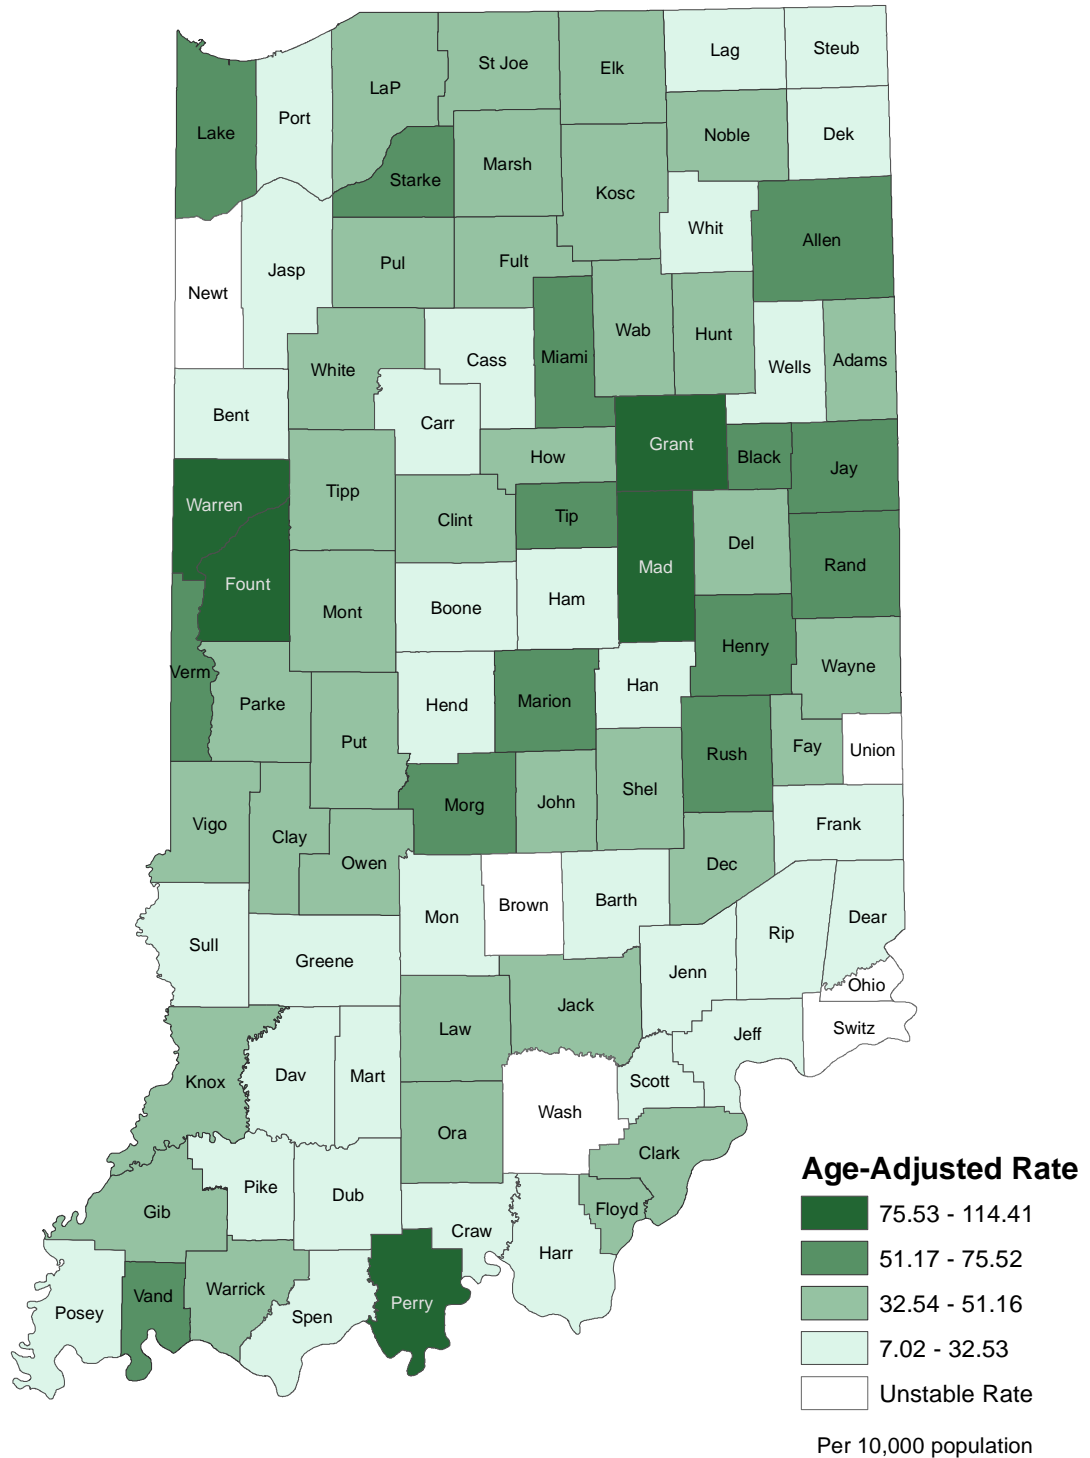 Lag
Steub
St Joe
Elk
LaP
Port
Lake
Noble
Dek
Marsh
Starke
Kosc
Whit
Allen
Jasp
Pul
Fult
Newt
Wab
Hunt
Miami
Cass
White
Wells
Adams
Bent
Carr
Grant
How
Black
Jay
Warren
Tipp
Clint
Tip
Del
Mad
Rand
Fount
Mont
Boone
Ham
Henry
Wayne
Verm
Parke
Hend
Marion
Han
Put
Rush
Fay
Union
Morg
John
Shel
Vigo
Clay
Frank
Owen
Dec
Mon
Brown
Barth
Dear
Sull
Rip
Greene
Jenn
Ohio
Jack
Law
Jeff
Switz
Knox
Dav
Mart
Scott
Wash
Ora
Clark
Pike
Dub
Gib
Floyd
Craw
Harr
Posey
Vand
Warrick
Spen
Perry
Age-Adjusted Rate
75.53 - 114.41
51.17 - 75.52
32.54 - 51.16
7.02 - 32.53
Unstable Rate
Per 10,000 population